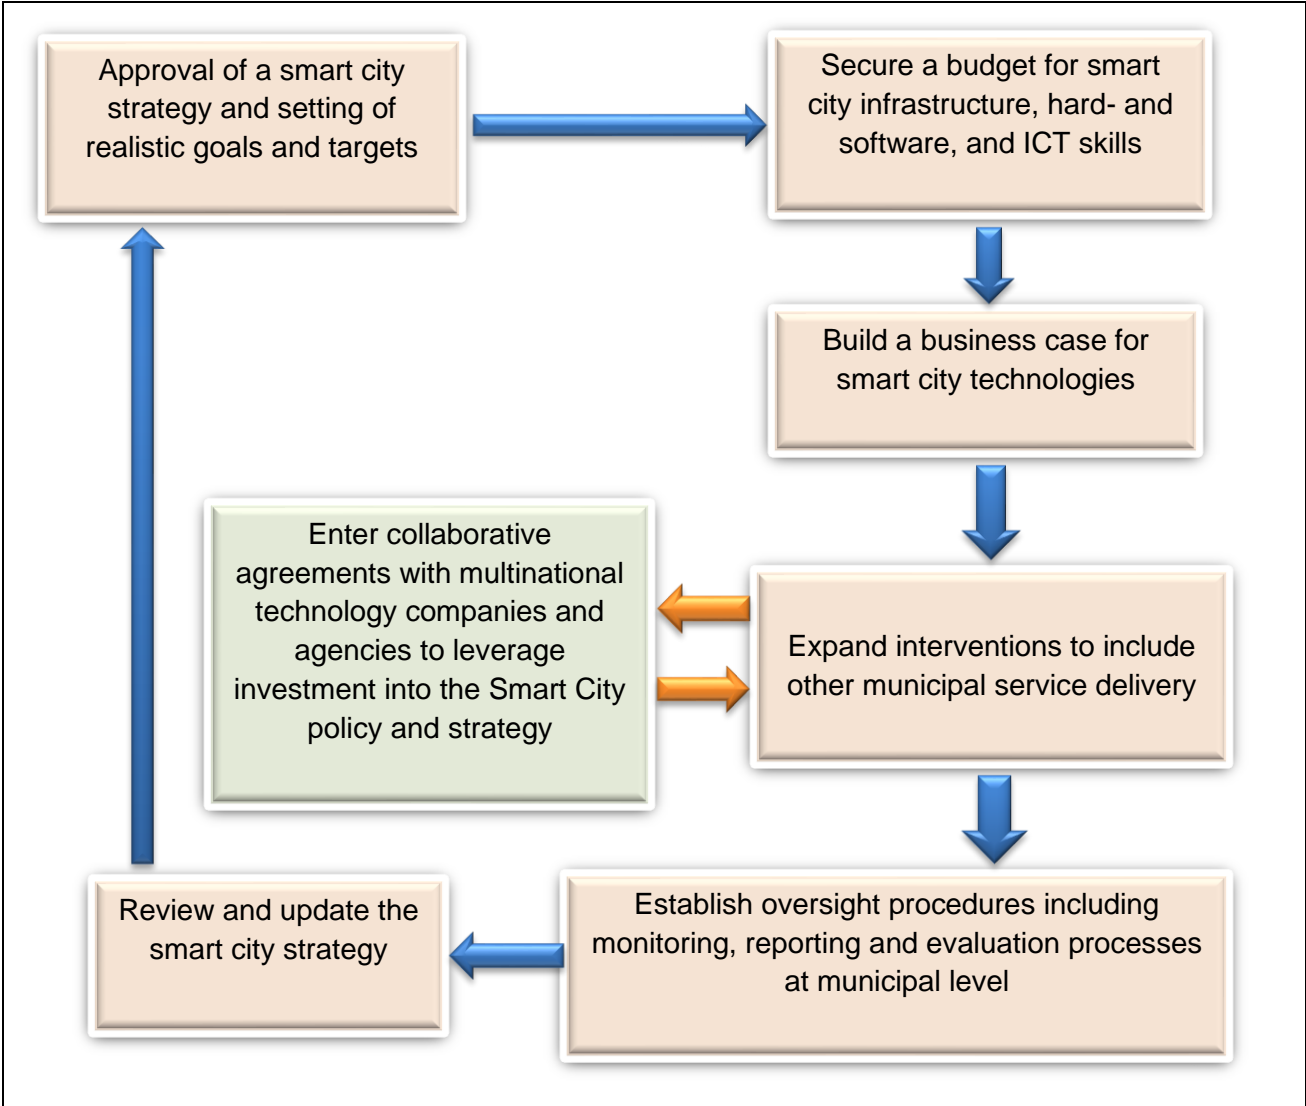 Approval of a smart city
strategy and setting of
realistic goals and targets
Secure a budget for smart
city infrastructure, hard- and
software, and ICT skills
Build a business case for
smart city technologies
Enter collaborative
agreements with multinational
technology companies and
agencies to leverage
investment into the Smart City
policy and strategy
Expand interventions to include
other municipal service delivery
Establish oversight procedures including
monitoring, reporting and evaluation processes
at municipal level
Review and update the
smart city strategy